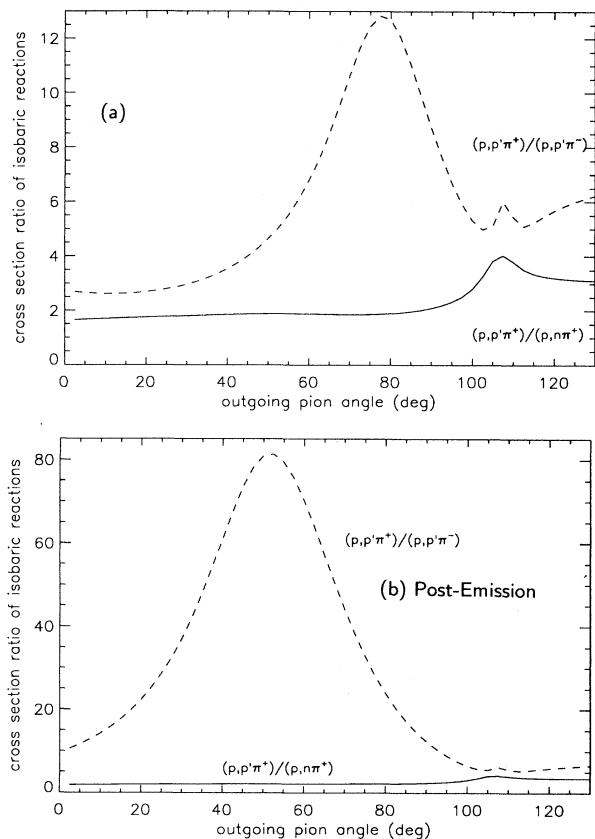 12
10
8
6
4
2
0
cross section ratio of isobaric reactions
(a)
(p,p'π⁺)/(p,p'π⁻)
(p,p'π⁺)/(p,nπ⁺)
0 20 40 60 80 100 120
outgoing pion angle (deg)
80
60
40
20
0
cross section ratio of isobaric reactions
(p,p'π⁺)/(p,p'π⁻)
(b) Post-Emission
(p,p'π⁺)/(p,nπ⁺)
0 20 40 60 80 100 120
outgoing pion angle (deg)